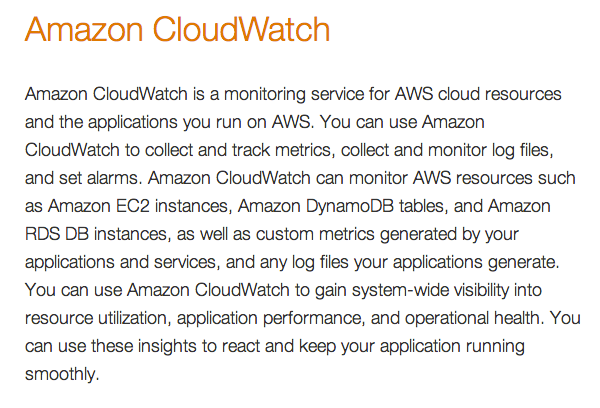 Amazon CloudWatch
Amazon CloudWatch is a monitoring service for AWS cloud resources
and the applications you run on AWS. You can use Amazon
CloudWatch to collect and track metrics, collect and monitor log files,
and set alarms. Amazon CloudWatch can monitor AWS resources such
as Amazon EC2 instances, Amazon DynamoDB tables, and Amazon
RDS DB instances, as well as custom metrics generated by your
applications and services, and any log files your applications generate.
You can use Amazon CloudWatch to gain system-wide visibility into
resource utilization, application performance, and operational health. You
can use these insights to react and keep your application running
smoothly.